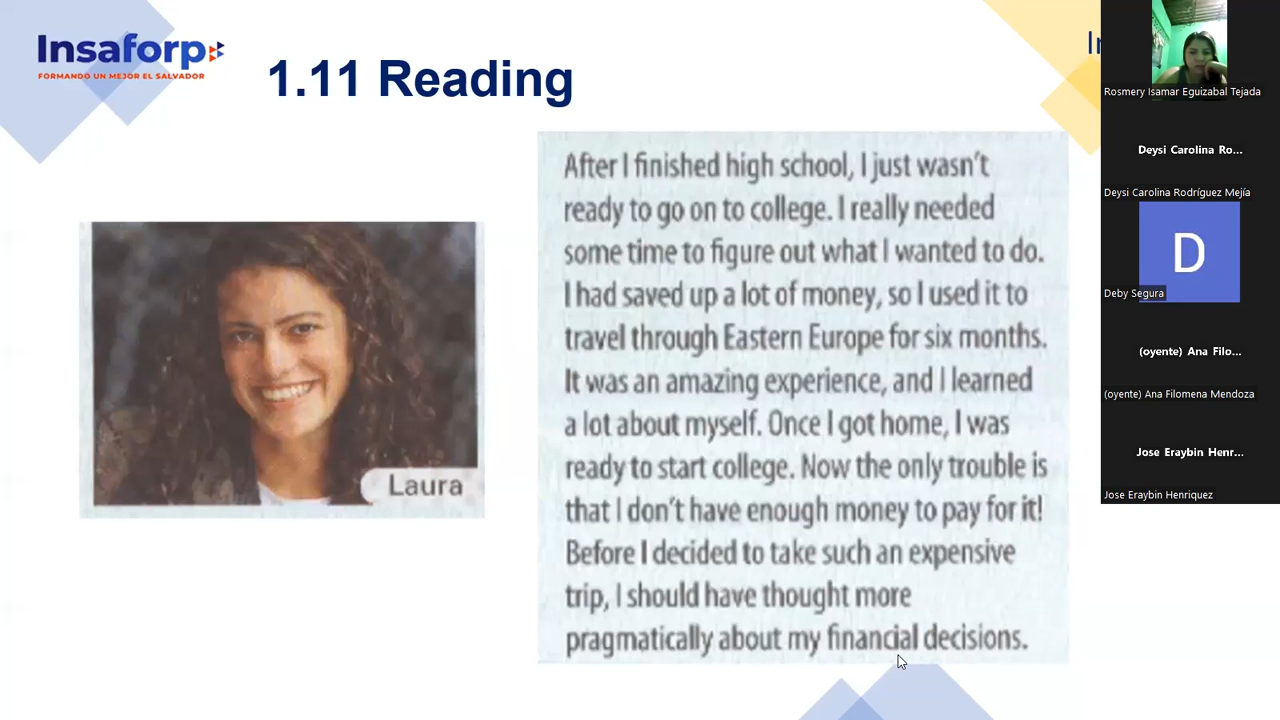 Insaforp
FORMANDO UN MEJOR EL SALVADOR
1.11 Reading
After I finished high school, I just wasn't
ready to go on to college. I really needed
some time to figure out what I wanted to do.
I had saved up a lot of money, so I used it to
travel through Eastern Europe for six months.
It was an amazing experience, and I learned
a lot about myself. Once I got home, I was
ready to start college. Now the only trouble is
that I don't have enough money to pay for it!
Before I decided to take such an expensive
trip, I should have thought more
pragmatically about my financial decisions.
Laura
Rosmery Isamar Eguizabal Tejada
Deysi Carolina Ro...
Deysi Carolina Rodríguez Mejía
D
Deby Segura
(oyente) Ana Filo...
(oyente) Ana Filomena Mendoza
Jose Eraybin Henr...
Jose Eraybin Henriquez